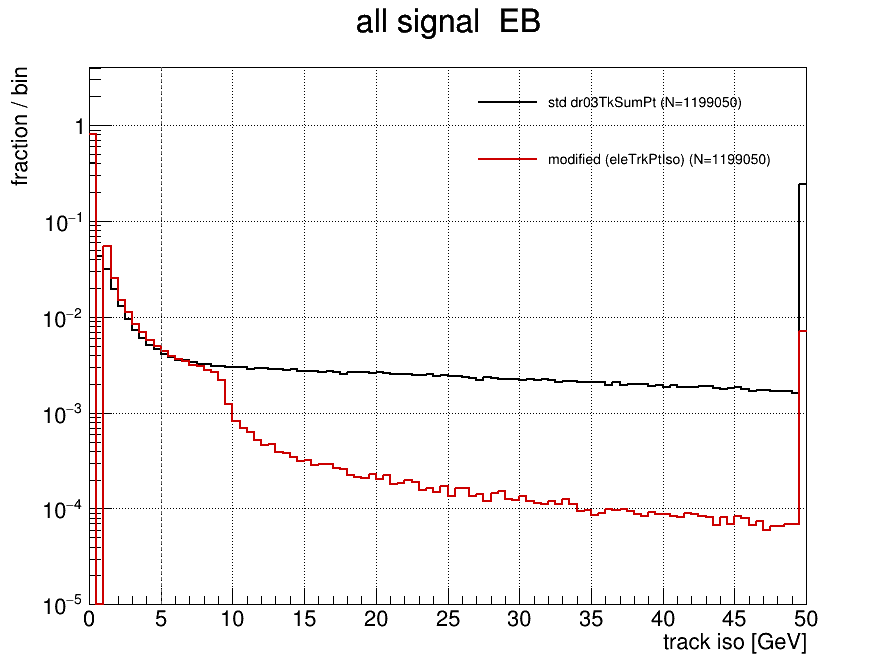 all signal  EB
fraction / bin
std dr03TkSumPt (N=1199050)
modified (eleTrkPtIso) (N=1199050)
1
10−1
10−2
10−3
10−4
10−5
0 5 10 15 20 25 30 35 40 45 50
track iso [GeV]